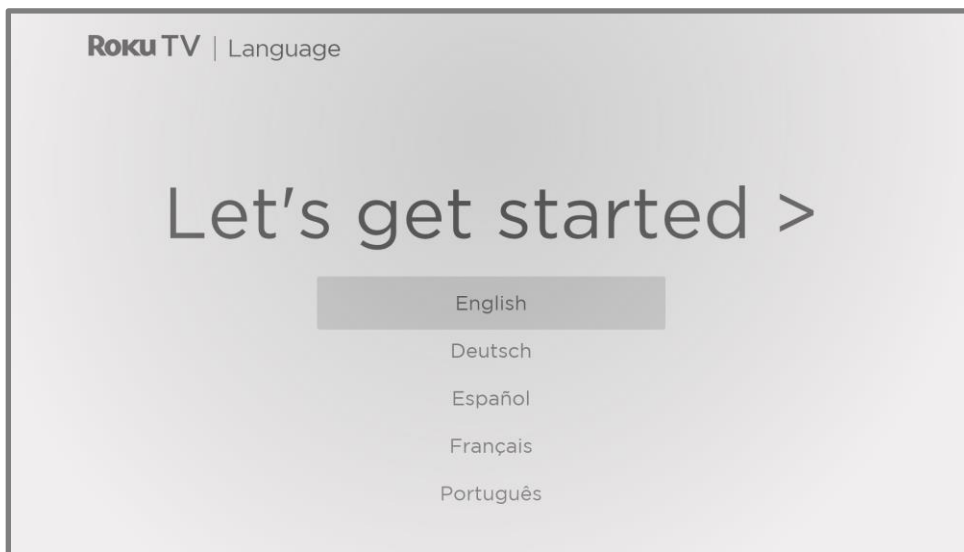 Roku TV | Language
Let's get started >
English
Deutsch
Español
Français
Português